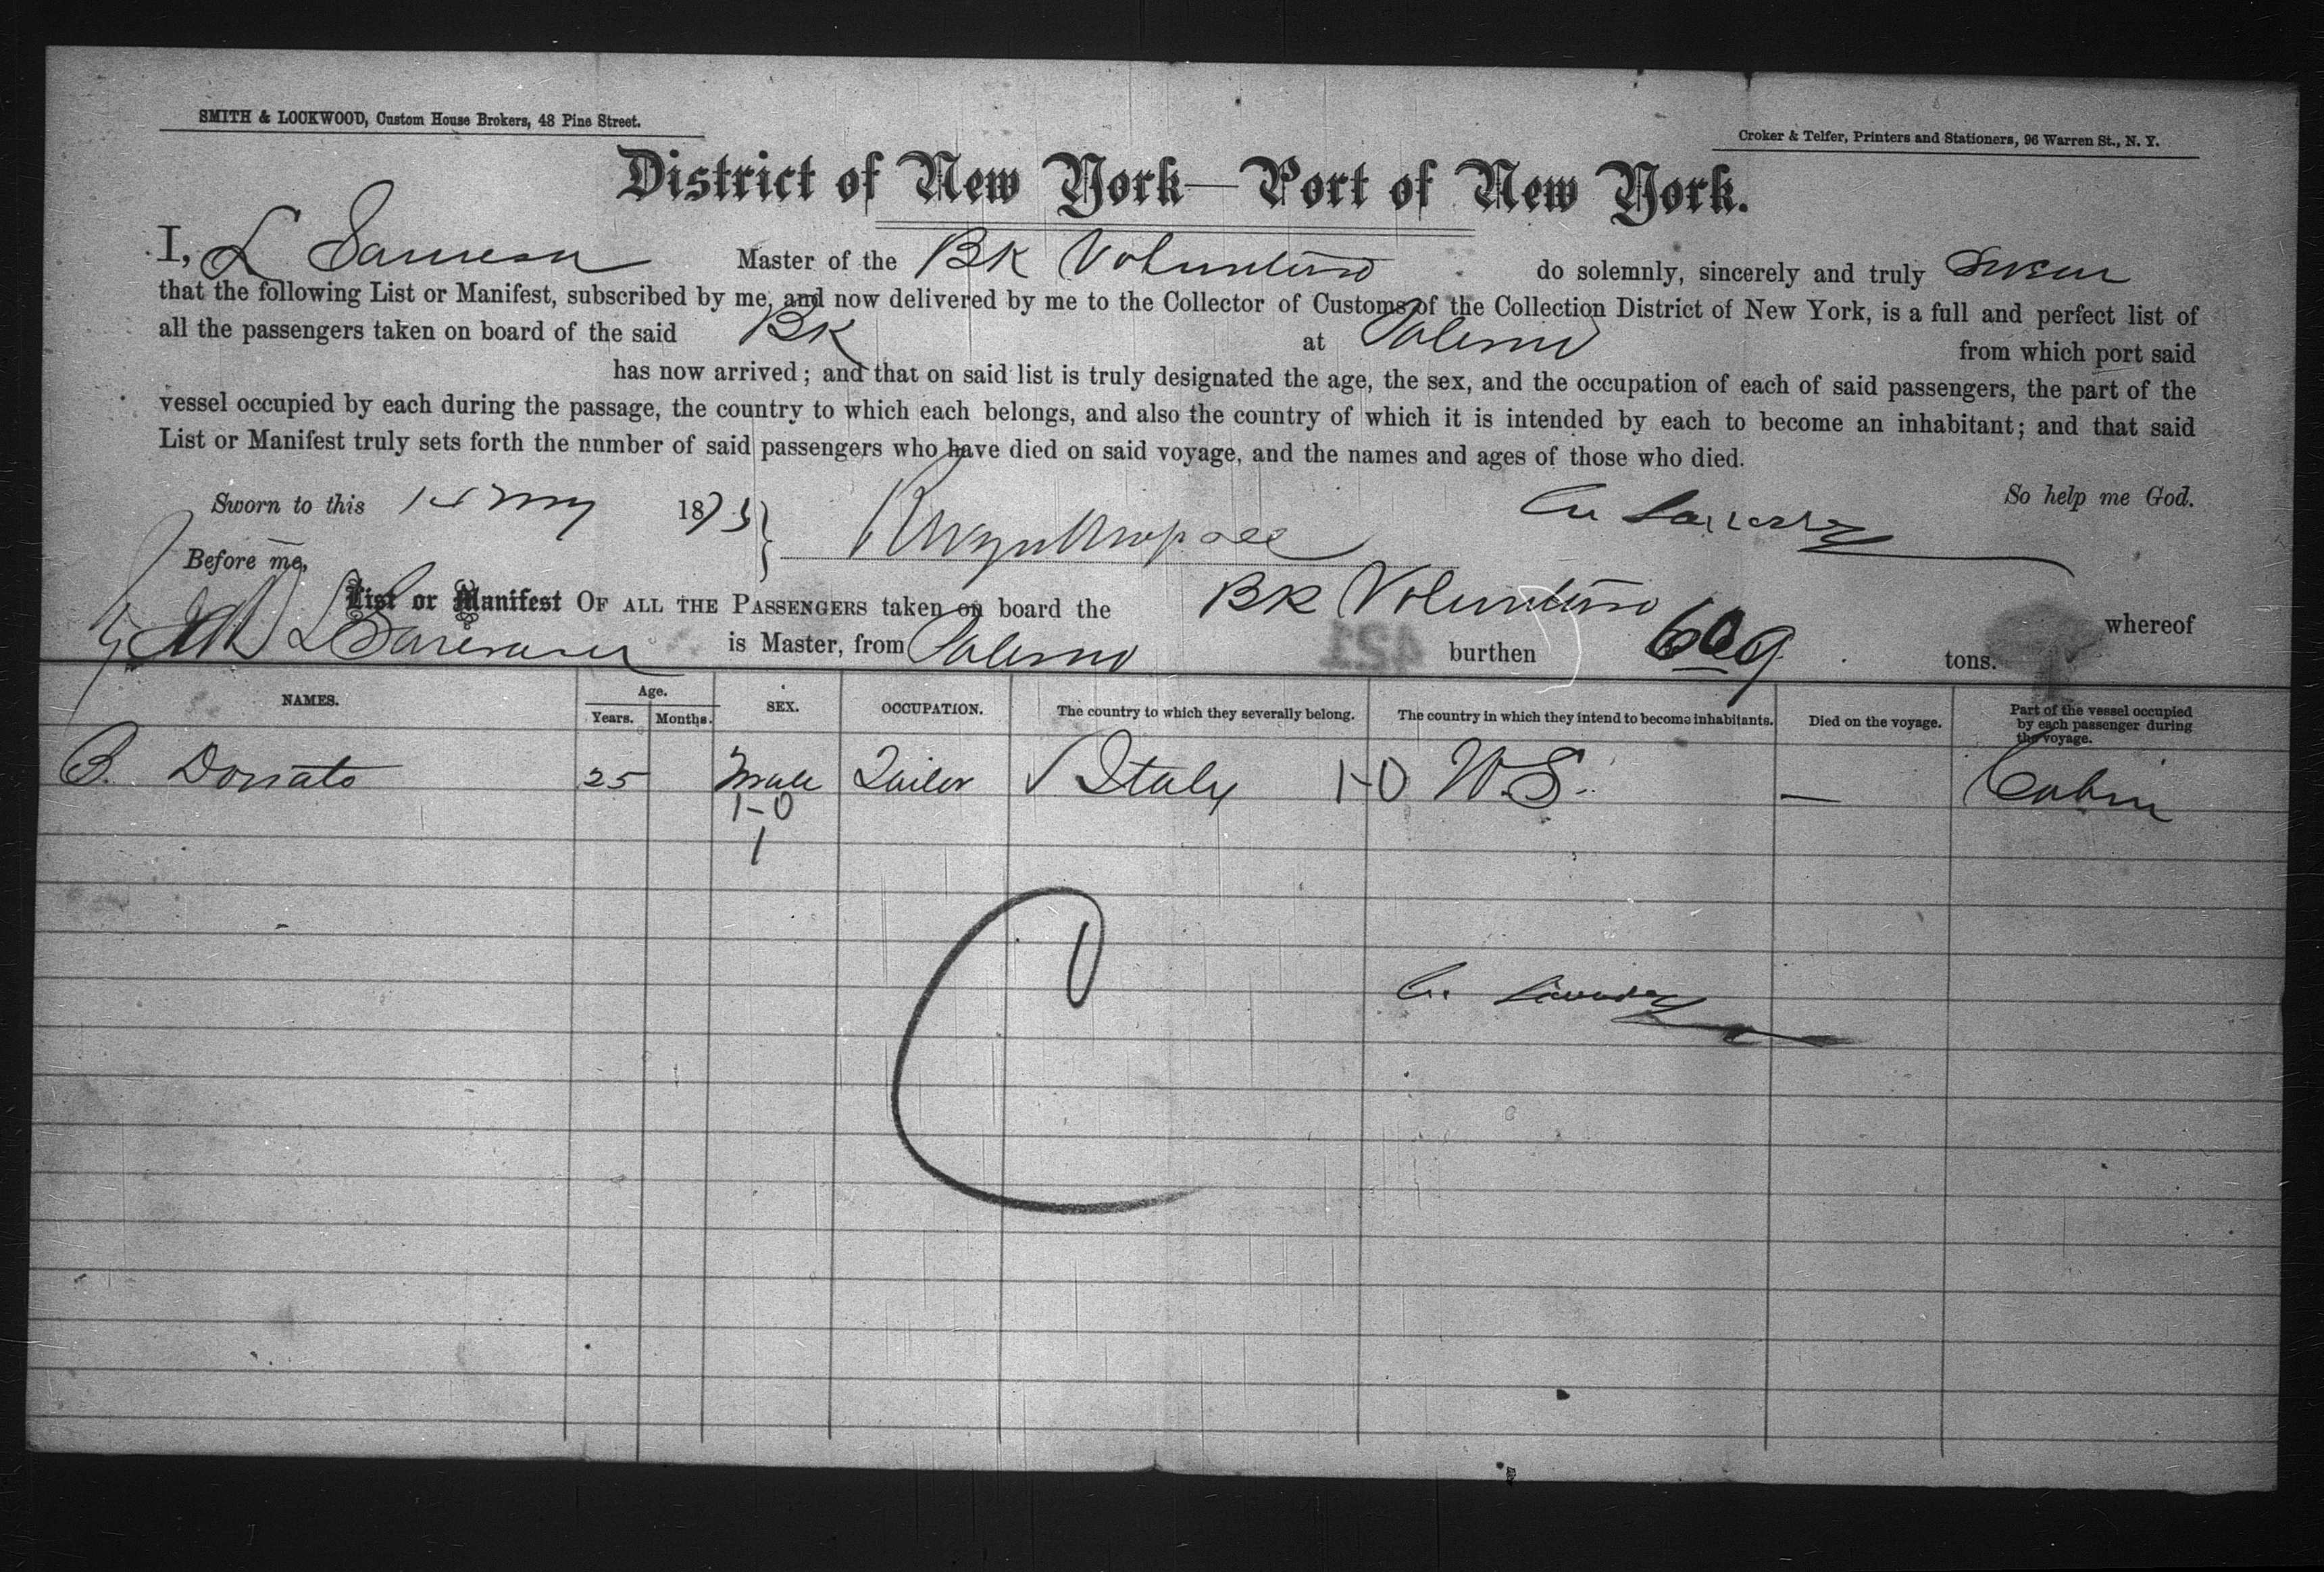 SMITH & LOCKWOOD, Custom House Brokers, 48 Pine Street.
Croker & Telfer, Printers and Stationers, 96 Warren St., N. Y.
District of New York—Port of New York.
I, L Master of the Bk Volunteroso do solemnly, sincerely and truly Swear
that the following List or Manifest, subscribed by me, and now delivered by me to the Collector of Customs of the Collection District of New York, is a full and perfect list of
all the passengers taken on board of the said Bk at Palermo from which port said
has now arrived; and that on said list is truly designated the age, the sex, and the occupation of each of said passengers, the part of the
vessel occupied by each during the passage, the country to which each belongs, and also the country of which it is intended by each to become an inhabitant; and that said
List or Manifest truly sets forth the number of said passengers who have died on said voyage, and the names and ages of those who died.
So help me God.
Sworn to this 14 May 1873
Before me,
List or Manifest OF ALL THE PASSENGERS taken on board the Bk whereof
L is Master, from Palermo 421 burthen 609 tons.
NAMES. Age. Years. Months. SEX. OCCUPATION. The country to which they severally belong. The country in which they intend to become inhabitants. Died on the voyage. Part of the vessel occupied by each passenger during the voyage.
B. Donato 25 Male Tailor √ Italy 1-0 U.S. — Cabin
1-0
1
C